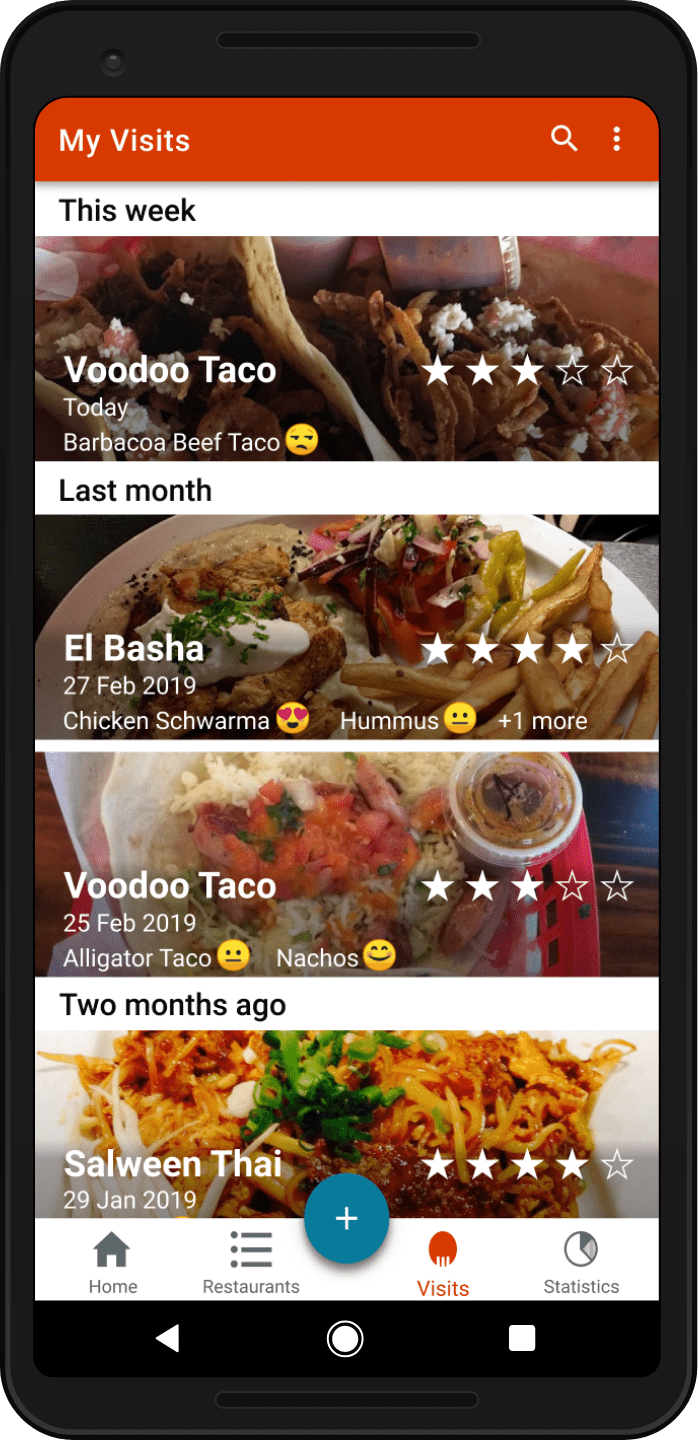 My Visits
This week
Voodoo Taco
Today
Barbacoa Beef Taco
Last month
El Basha
27 Feb 2019
Chicken Schwarma Hummus +1 more
Voodoo Taco
25 Feb 2019
Alligator Taco Nachos
Two months ago
Salween Thai
29 Jan 2019
Home Restaurants Visits Statistics